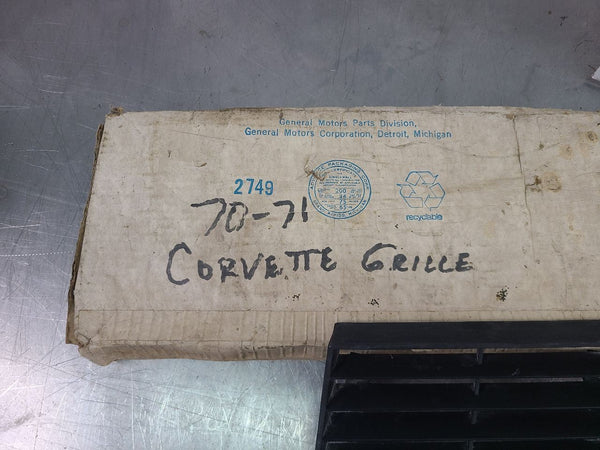 General Motors Parts Division,
General Motors Corporation, Detroit, Michigan
2749
recyclable
70-71
CORVETTE GRILLE